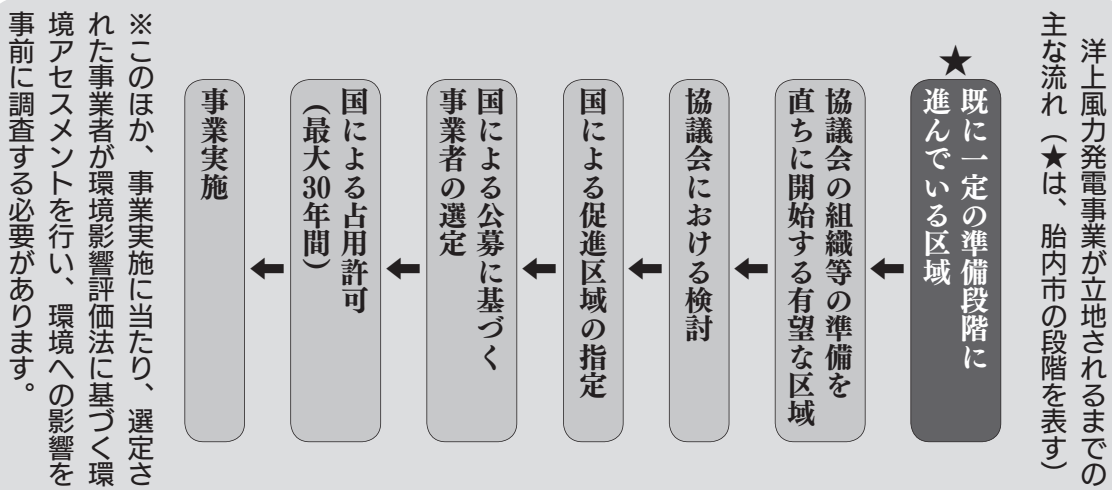 洋上風力発電事業が立地されるまでの
主な流れ（★は、胎内市の段階を表す）
★
既に一定の準備段階に
進んでいる区域
協議会の組織等の準備を
直ちに開始する有望な区域
協議会における検討
国による促進区域の指定
国による公募に基づく
事業者の選定
国による占用許可
（最大30年間）
事業実施
※このほか、事業実施に当たり、選定さ
れた事業者が環境影響評価法に基づく環
境アセスメントを行い、環境への影響を
事前に調査する必要があります。